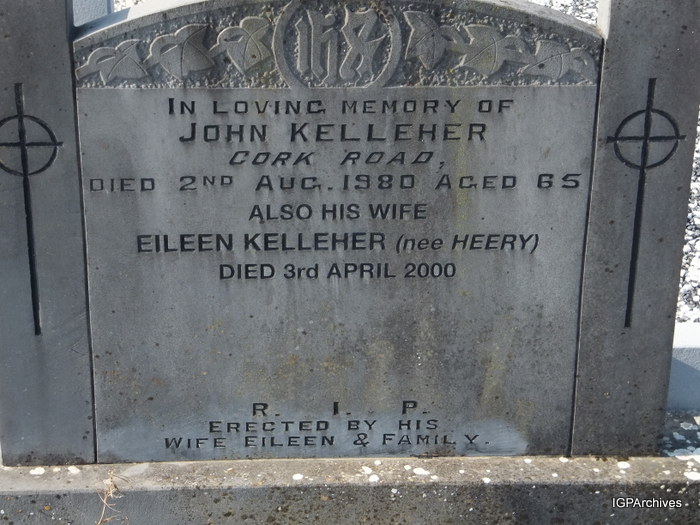 IHS
IN LOVING MEMORY OF
JOHN KELLEHER
CORK ROAD,
DIED 2ND AUG. 1980 AGED 65
ALSO HIS WIFE
EILEEN KELLEHER (nee HEERY)
DIED 3rd APRIL 2000
R. I. P.
ERECTED BY HIS
WIFE EILEEN & FAMILY.
IGPArchives